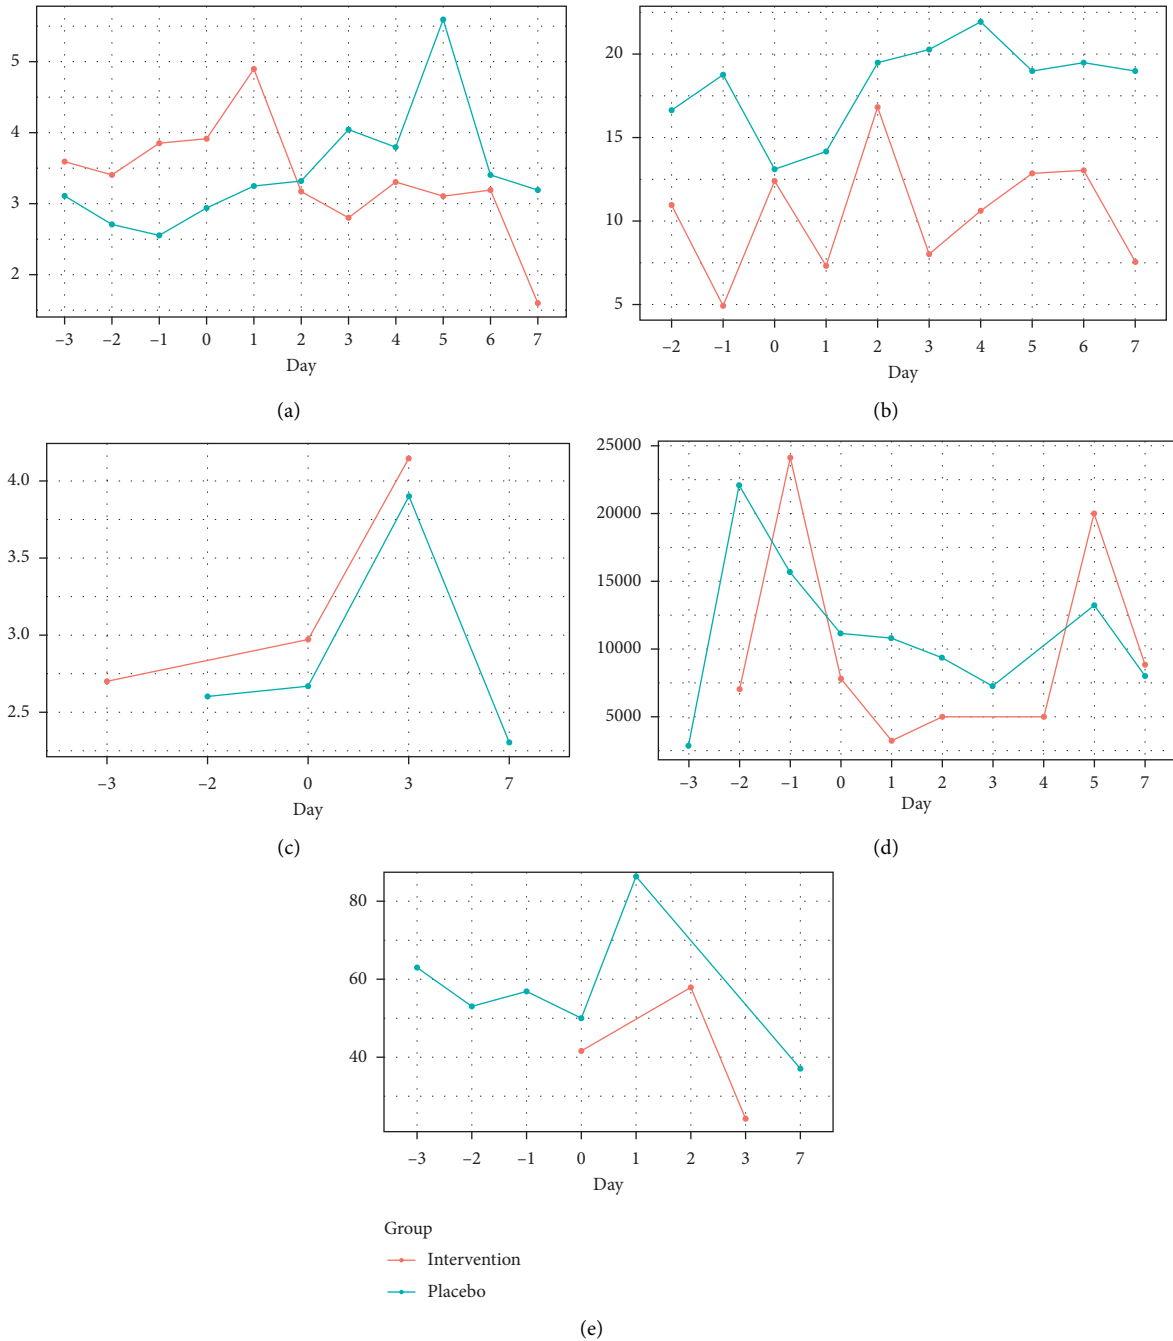 5
4
3
2
–3 –2 –1 0 1 2 3 4 5 6 7
Day
(a)
20
15
10
5
–2 –1 0 1 2 3 4 5 6 7
Day
(b)
4.0
3.5
3.0
2.5
–3 –2 0 3 7
Day
(c)
25000
20000
15000
10000
5000
–3 –2 –1 0 1 2 3 4 5 7
Day
(d)
80
60
40
–3 –2 –1 0 1 2 3 7
Day
Group
Intervention
Placebo
(e)